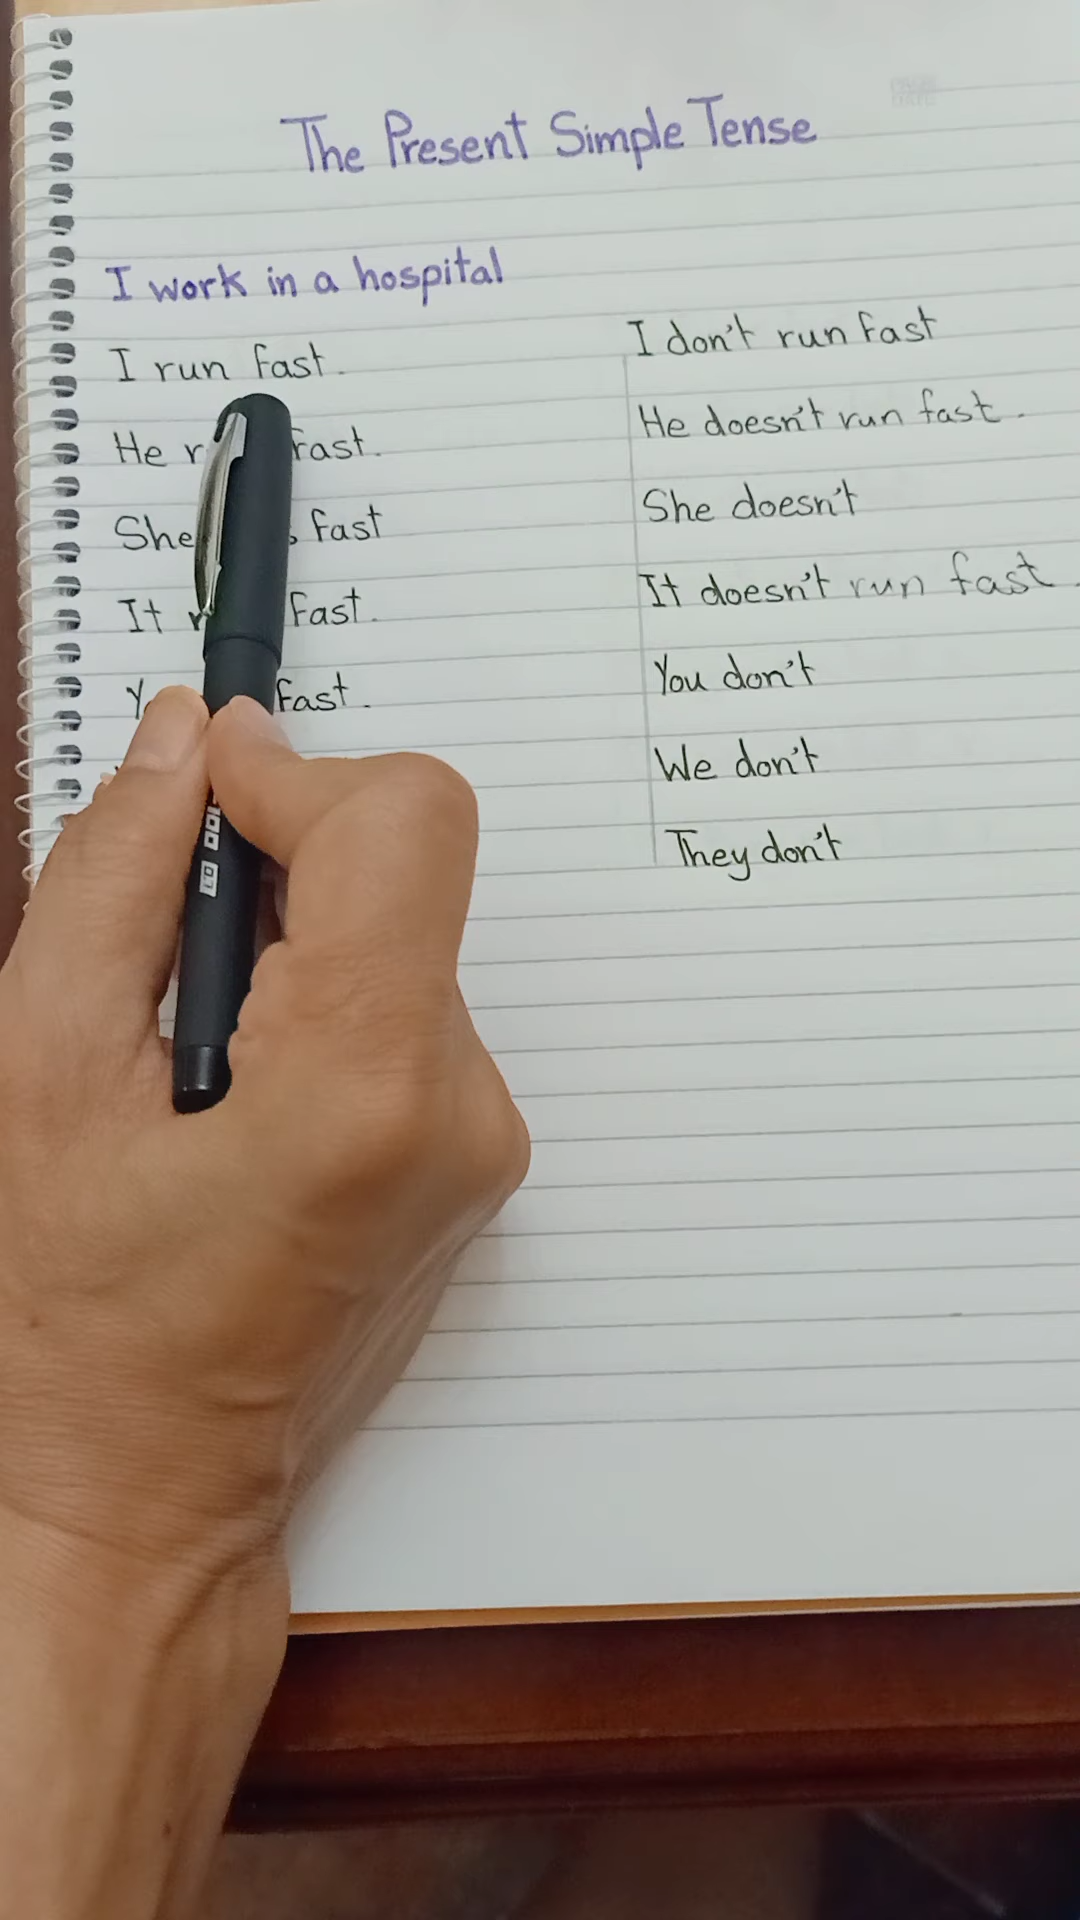 The Present Simple Tense
I work in a hospital
I run fast.
He fast.
She fast
It fast.
fast.
I don't run fast
He doesn't run fast.
She doesn't
It doesn't run fast.
You don't
We don't
They don't